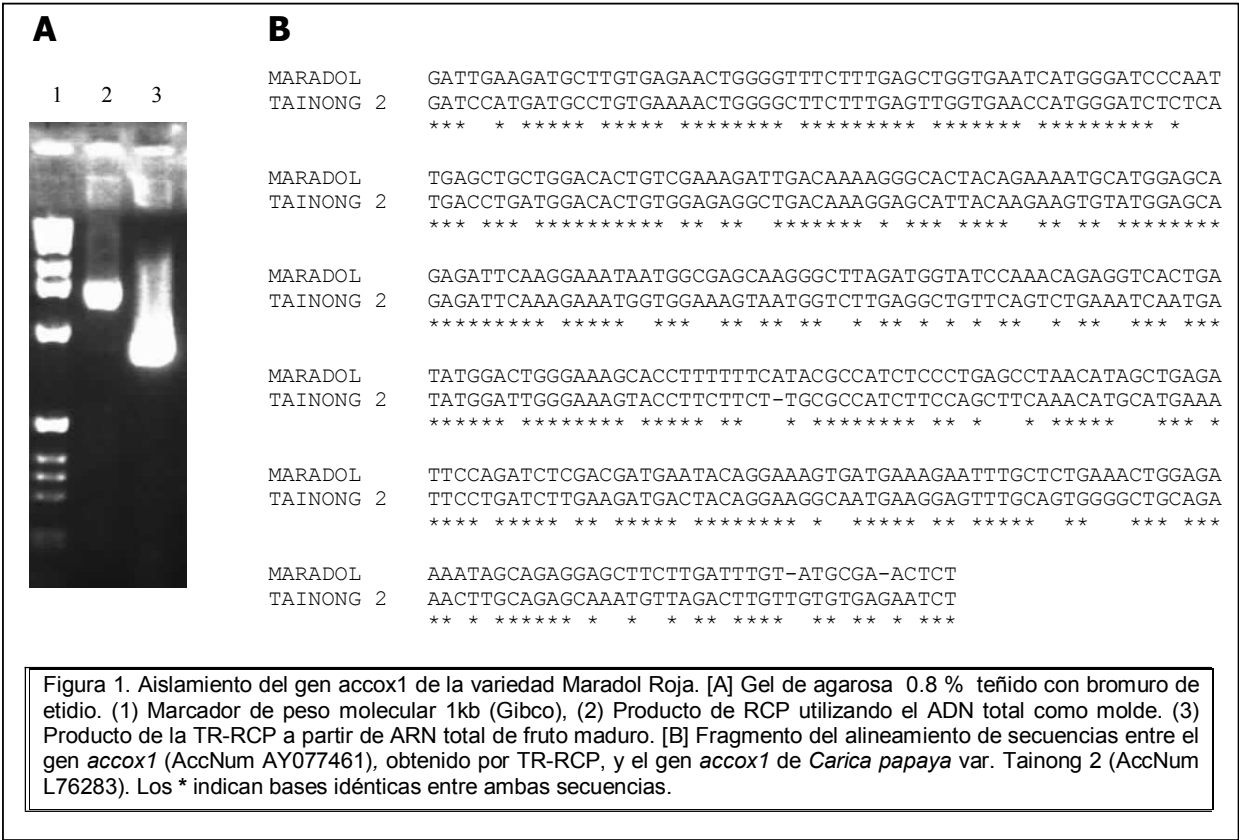 A
B
1 2 3
MARADOL GATTGAAGATGCTTGTGAGAACTGGGGTTTCTTTGAGCTGGTGAATCATGGGATCCCAAT
TAINONG 2 GATCCATGATGCCTGTGAAAACTGGGGCTTCTTTGAGTTGGTGAACCATGGGATCTCTCA
*** * ***** ***** ******** ********* ******* ********* *
MARADOL TGAGCTGCTGGACACTGTCGAAAGATTGACAAAAGGGCACTACAGAAAATGCATGGAGCA
TAINONG 2 TGACCTGATGGACACTGTGGAGAGGCTGACAAAGGAGCATTACAAGAAGTGTATGGAGCA
*** *** ********** ** ** ******* * *** **** ** ** ********
MARADOL GAGATTCAAGGAAATAATGGCGAGCAAGGGCTTAGATGGTATCCAAACAGAGGTCACTGA
TAINONG 2 GAGATTCAAAGAAATGGTGGAAAGTAATGGTCTTGAGGCTGTTCAGTCTGAAATCAATGA
********* ***** *** ** ** ** * ** * * * * ** * ** *** ***
MARADOL TATGGACTGGGAAAGCACCTTTTTTCATACGCCATCTCCCTGAGCCTAACATAGCTGAGA
TAINONG 2 TATGGATTGGGAAAGTACCTTCTTCT-TGCGCCATCTTCCAGCTTCAAACATGCATGAAA
****** ******** ***** ** * ******** ** * * ***** *** *
MARADOL TTCCAGATCTCGACGATGAATACAGGAAAGTGATGAAAGAATTTGCTCTGAAACTGGAGA
TAINONG 2 TTCCTGATCTTGAAGATGACTACAGGAAGGCAATGAAGGAGTTTGCAGTGGGGCTGCAGA
**** ***** ** ***** ******** * ***** ** ***** ** *** ***
MARADOL AAATAGCAGAGGAGCTTCTTGATTTGT-ATGCGA-ACTCT
TAINONG 2 AACTTGCAGAGCAAATGTTAGACTTGTTGTGTGAGAATCT
** * ****** * * * ** **** ** ** * ***
Figura 1. Aislamiento del gen accox1 de la variedad Maradol Roja. [A] Gel de agarosa 0.8 % teñido con bromuro de
etidio. (1) Marcador de peso molecular 1kb (Gibco), (2) Producto de RCP utilizando el ADN total como molde. (3)
Producto de la TR-RCP a partir de ARN total de fruto maduro. [B] Fragmento del alineamiento de secuencias entre el
gen accox1 (AccNum AY077461), obtenido por TR-RCP, y el gen accox1 de Carica papaya var. Tainong 2 (AccNum
L76283). Los * indican bases idénticas entre ambas secuencias.